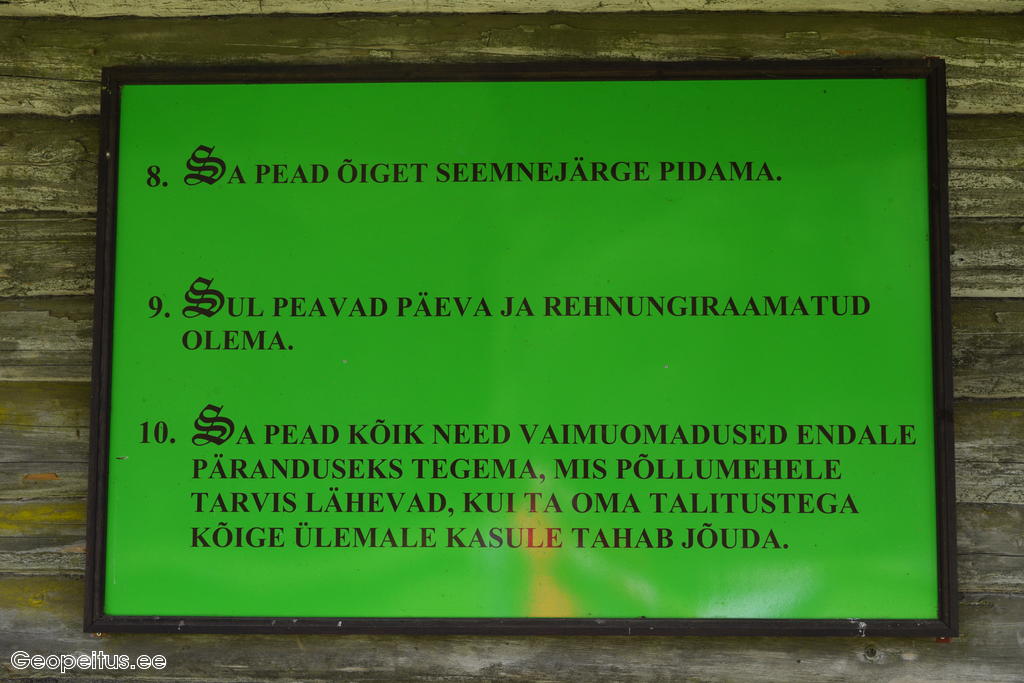 8. SA PEAD ÕIGET SEEMNEJÄRGE PIDAMA.
9. SUL PEAVAD PÄEVA JA REHNUNGIRAAMATUD
OLEMA.
10. SA PEAD KÕIK NEED VAIMUOMADUSED ENDALE
PÄRANDUSEKS TEGEMA, MIS PÕLLUMEHELE
TARVIS LÄHEVAD, KUI TA OMA TALITUSTEGA
KÕIGE ÜLEMALE KASULE TAHAB JÕUDA.
Geopeitus.ee